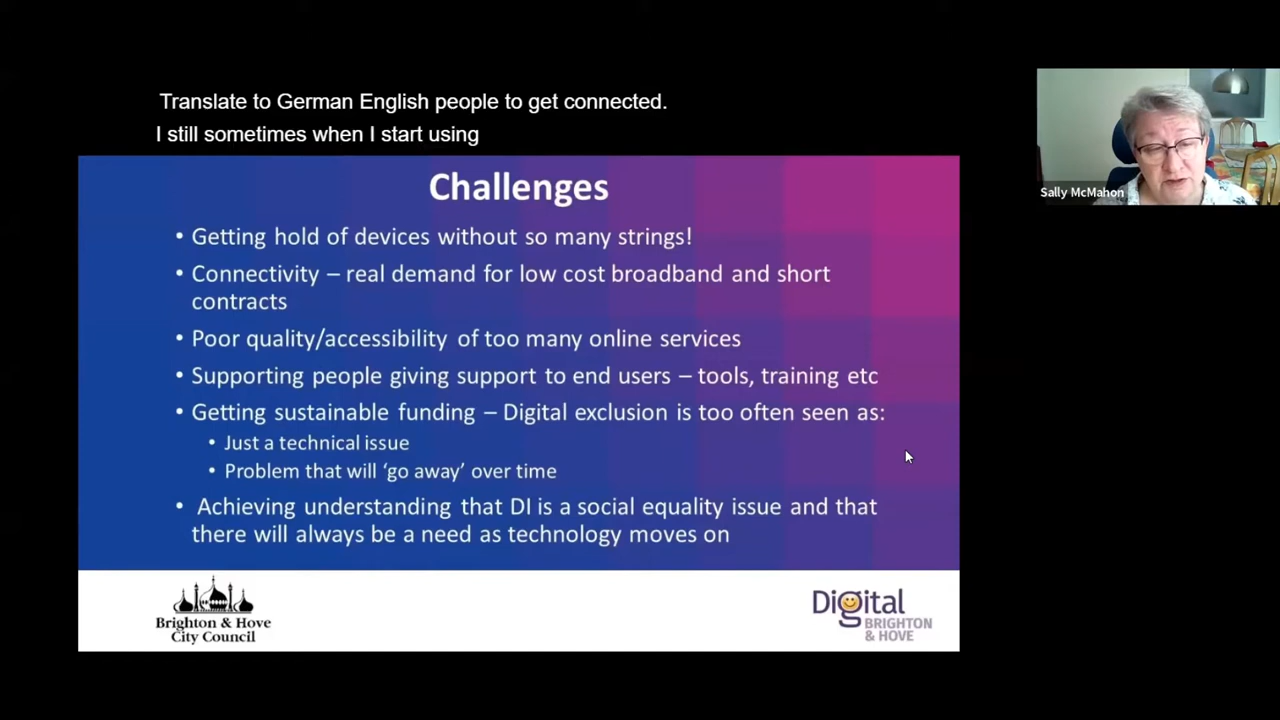 Translate to German English people to get connected.
I still sometimes when I start using
Sally McMahon
Challenges
• Getting hold of devices without so many strings!
• Connectivity – real demand for low cost broadband and short
contracts
• Poor quality/accessibility of too many online services
• Supporting people giving support to end users – tools, training etc
• Getting sustainable funding – Digital exclusion is too often seen as:
• Just a technical issue
• Problem that will ‘go away’ over time
• Achieving understanding that DI is a social equality issue and that
there will always be a need as technology moves on
Brighton & Hove
City Council
Digital
BRIGHTON
& HOVE